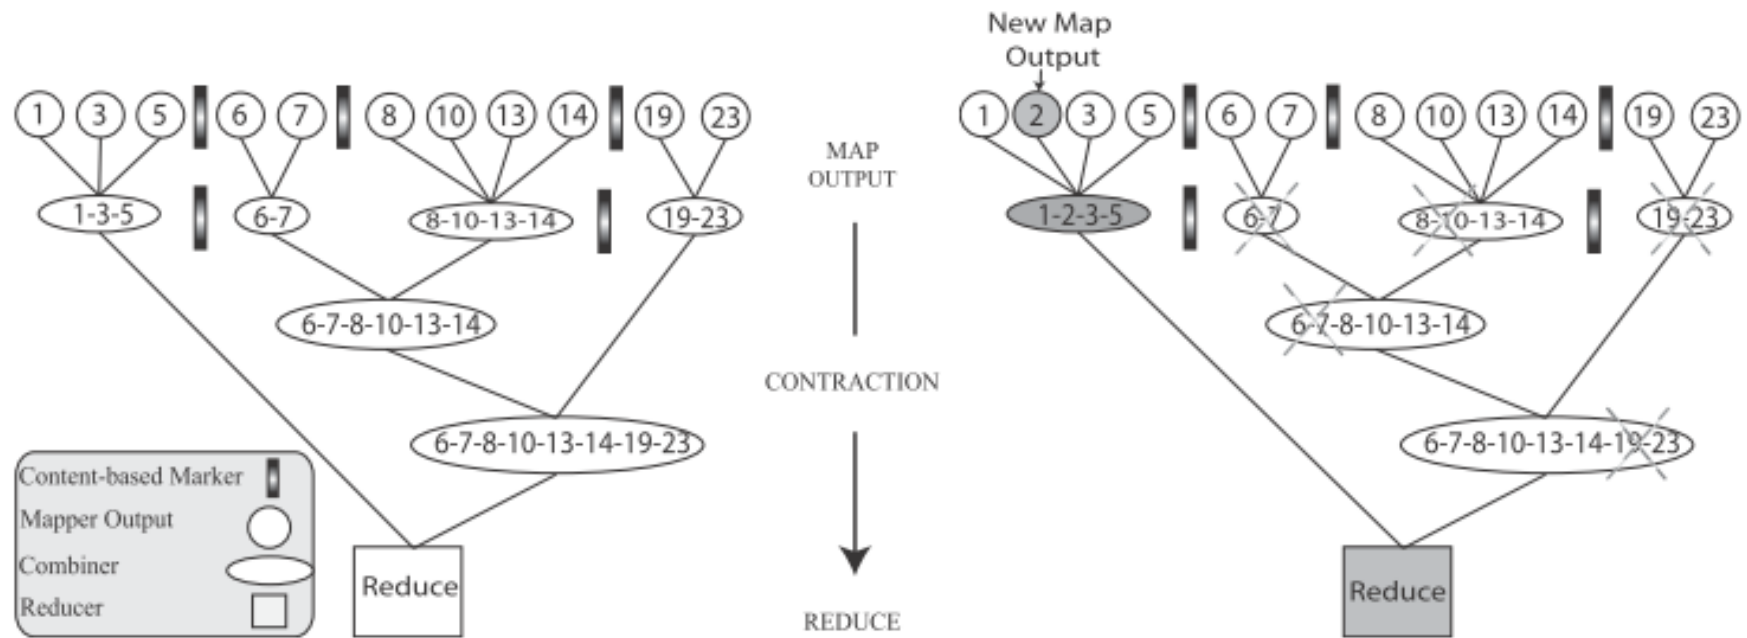 New Map
Output
1 3 5 6 7 8 10 13 14 19 23
1 2 3 5 6 7 8 10 13 14 19 23
MAP
OUTPUT
1-3-5 6-7 8-10-13-14 19-23
1-2-3-5 6-7 8-10-13-14 19-23
6-7-8-10-13-14
6-7-8-10-13-14
CONTRACTION
6-7-8-10-13-14-19-23
6-7-8-10-13-14-19-23
Content-based Marker
Mapper Output
Combiner
Reducer
Reduce
Reduce
REDUCE